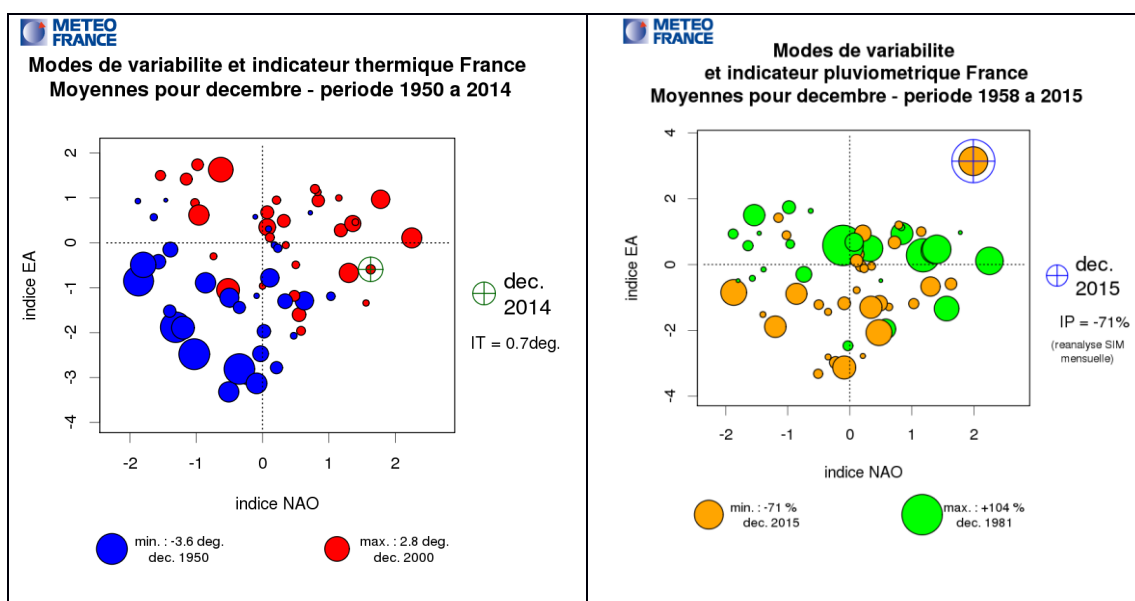 METEO
FRANCE
Modes de variabilite et indicateur thermique France
Moyennes pour decembre - periode 1950 a 2014
2
1
0
-1
-2
-3
-4
indice EA
-2
-1
0
1
2
indice NAO
dec.
2014
IT = 0.7deg.
min. : -3.6 deg.
dec. 1950
max. : 2.8 deg.
dec. 2000
METEO
FRANCE
Modes de variabilite
et indicateur pluviometrique France
Moyennes pour decembre - periode 1958 a 2015
4
2
0
-2
-4
indice EA
-2
-1
0
1
2
indice NAO
dec.
2015
IP = -71%
(reanalyse SIM
mensuelle)
min. : -71 %
dec. 2015
max. : +104 %
dec. 1981